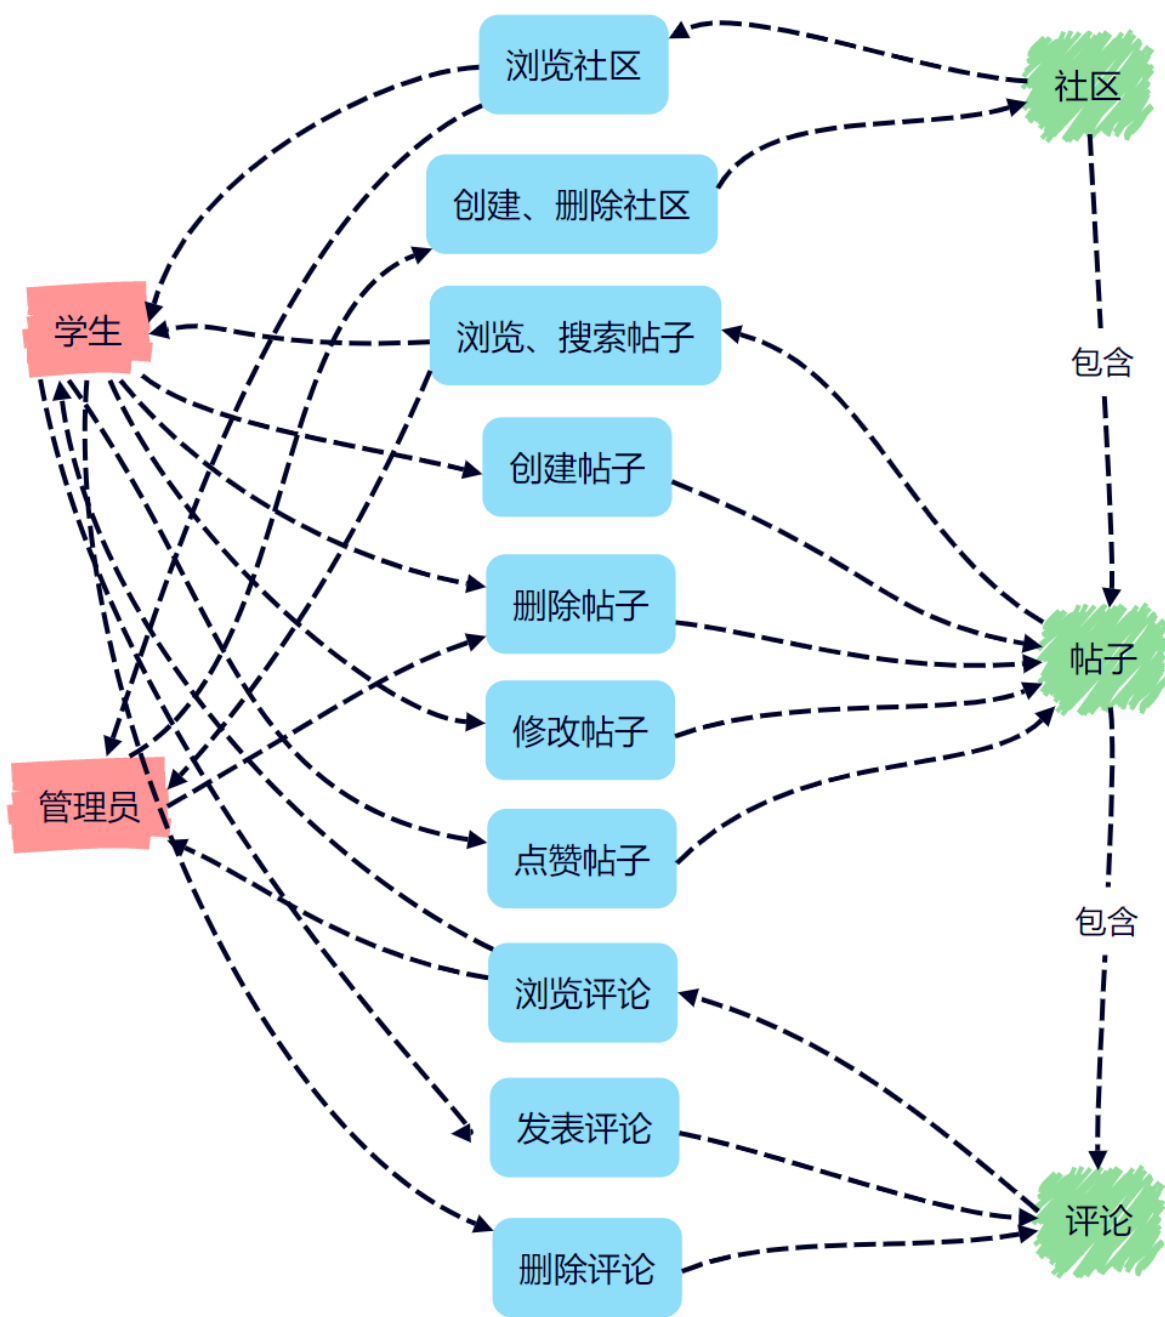 浏览社区
社区
创建、删除社区
学生
浏览、搜索帖子
包含
创建帖子
删除帖子
帖子
修改帖子
管理员
点赞帖子
包含
浏览评论
发表评论
评论
删除评论